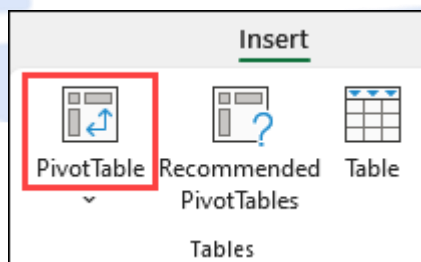 Insert
PivotTable
Recommended
PivotTables
Table
Tables